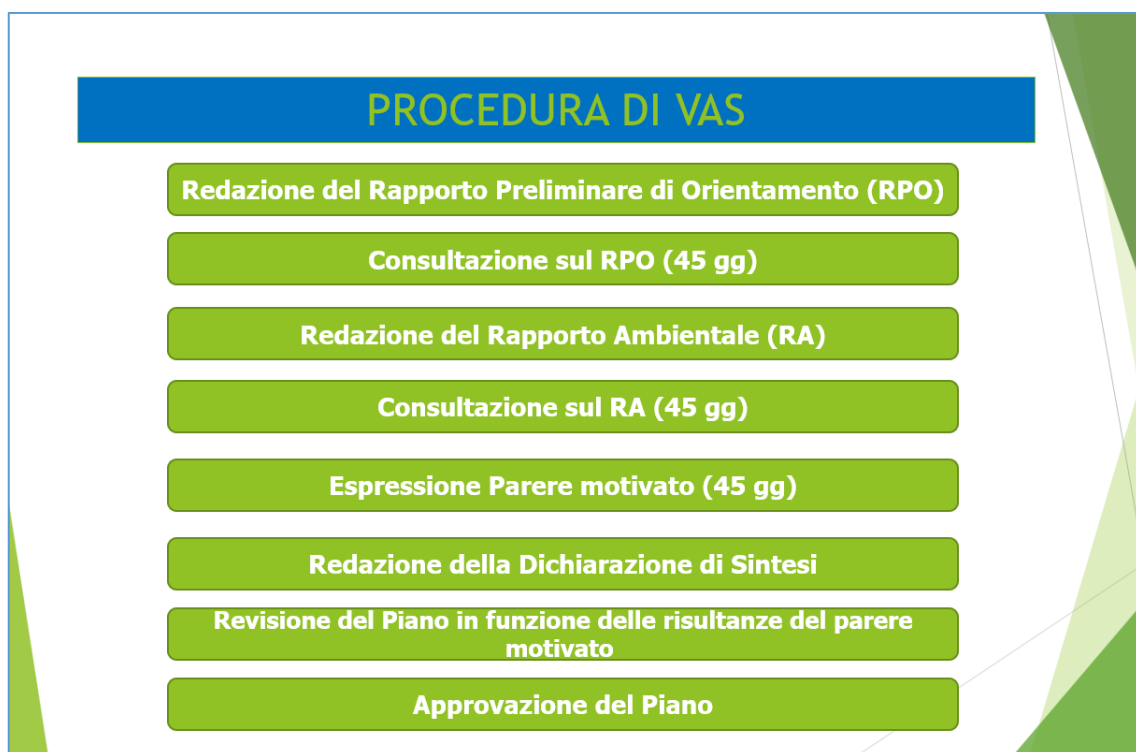 PROCEDURA DI VAS
Redazione del Rapporto Preliminare di Orientamento (RPO)
Consultazione sul RPO (45 gg)
Redazione del Rapporto Ambientale (RA)
Consultazione sul RA (45 gg)
Espressione Parere motivato (45 gg)
Redazione della Dichiarazione di Sintesi
Revisione del Piano in funzione delle risultanze del parere
motivato
Approvazione del Piano